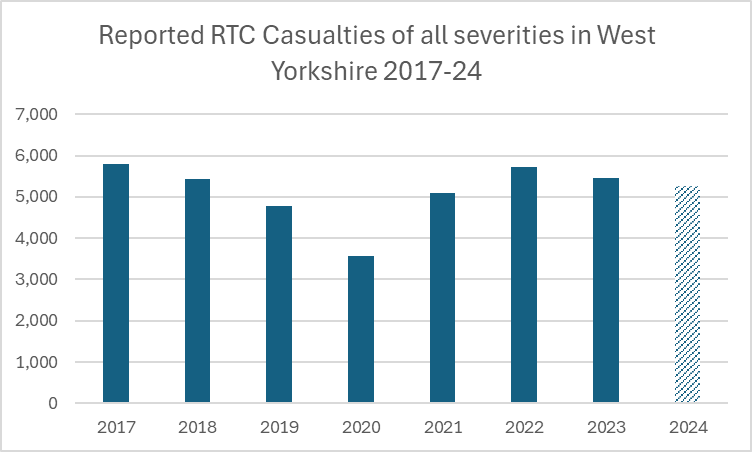 Reported RTC Casualties of all severities in West
Yorkshire 2017-24
7,000
6,000
5,000
4,000
3,000
2,000
1,000
0
2017 2018 2019 2020 2021 2022 2023 2024